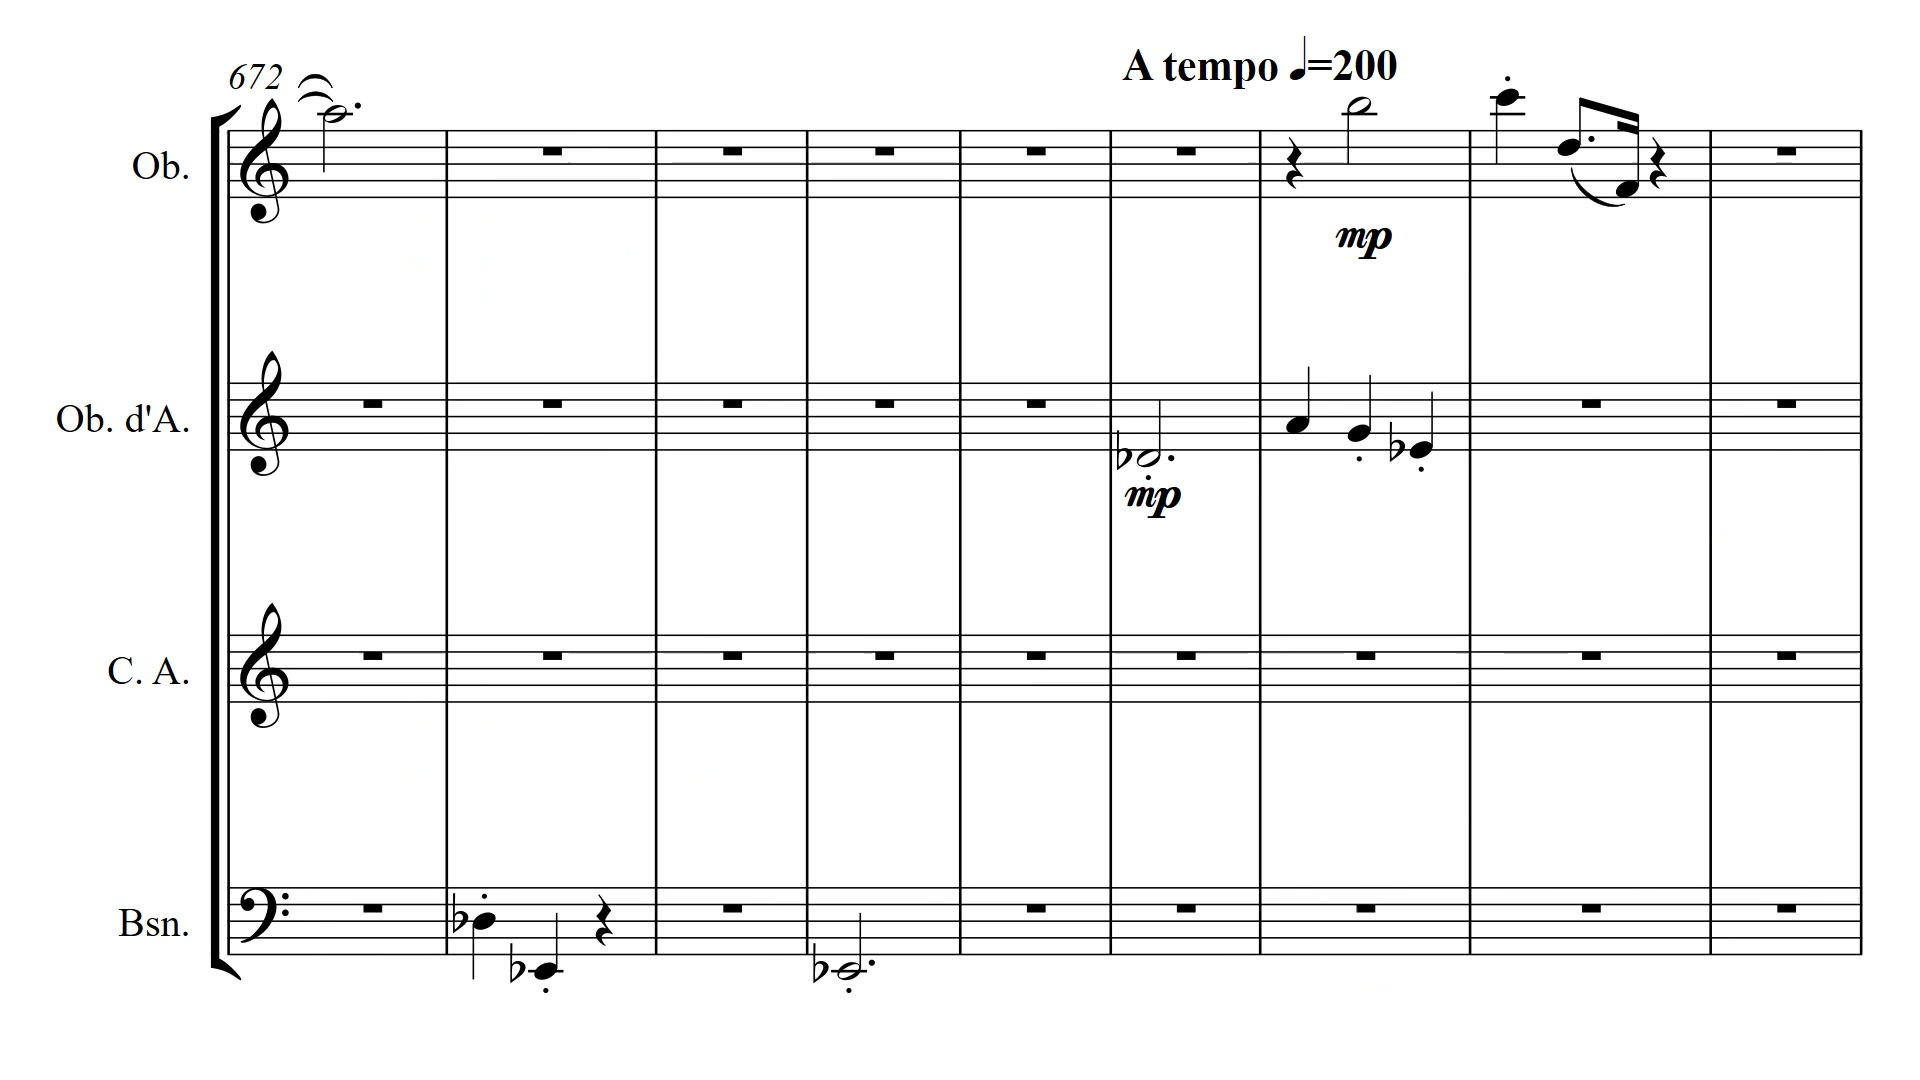 A tempo ♩=200
672
Ob.
mp
Ob. d'A.
mp
C. A.
Bsn.